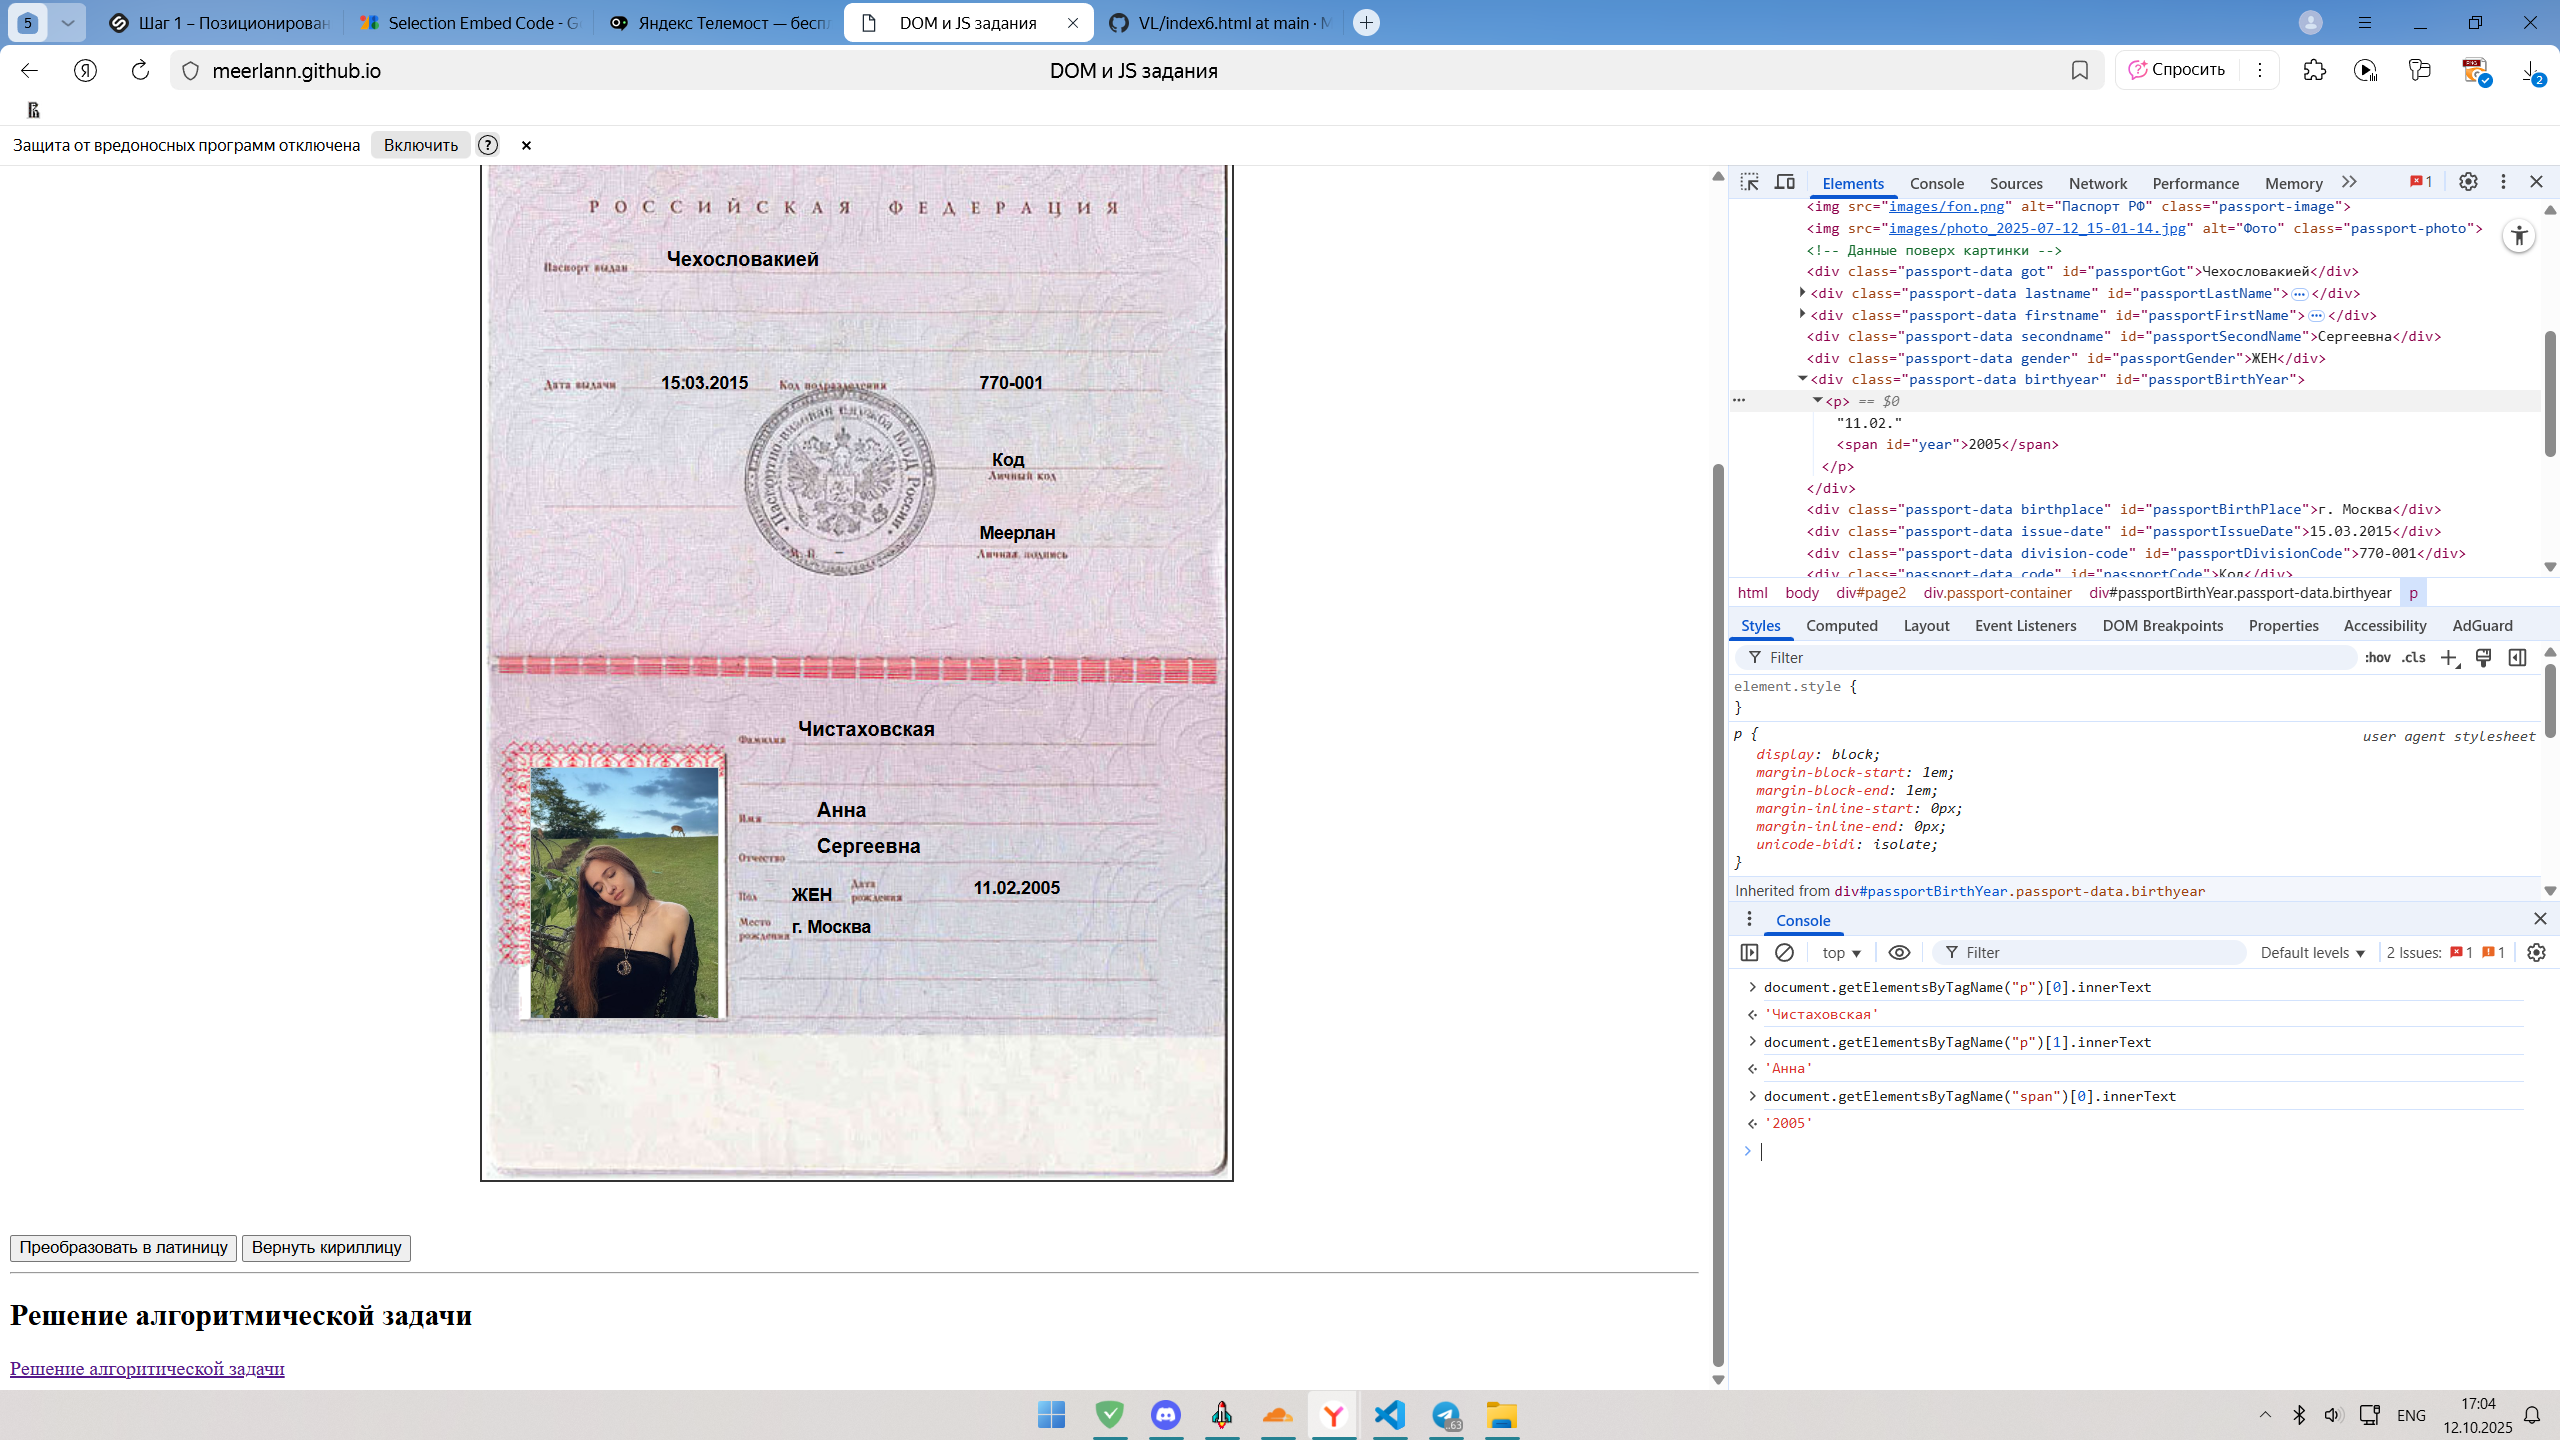 5
Шаг 1 – Позиционирован
Selection Embed Code - G
Яндекс Телемост — бесп
DOM и JS задания
VL/index6.html at main · M
meerlann.github.io
DOM и JS задания
Спросить
2
Защита от вредоносных программ отключена
Включить
?
РОССИЙСКАЯ ФЕДЕРАЦИЯ
Паспорт выдан
Чехословакией
Дата выдачи
15.03.2015
Код подразделения
770-001
Паспортно-визовая служба МВД России
М. П.
Код
Личный код
Меерлан
Личная подпись
Фамилия
Чистаховская
Имя
Анна
Отчество
Сергеевна
Пол
ЖЕН
Дата рождения
11.02.2005
Место рождения
г. Москва
Преобразовать в латиницу
Вернуть кириллицу
Решение алгоритмической задачи
Решение алгоритической задачи
Elements
Console
Sources
Network
Performance
Memory
1
<img src="images/fon.png" alt="Паспорт РФ" class="passport-image">
<img src="images/photo_2025-07-12_15-01-14.jpg" alt="Фото" class="passport-photo">
<!-- Данные поверх картинки -->
<div class="passport-data got" id="passportGot">Чехословакией</div>
<div class="passport-data lastname" id="passportLastName">…</div>
<div class="passport-data firstname" id="passportFirstName">…</div>
<div class="passport-data secondname" id="passportSecondName">Сергеевна</div>
<div class="passport-data gender" id="passportGender">ЖЕН</div>
<div class="passport-data birthyear" id="passportBirthYear">
<p> == $0
"11.02."
<span id="year">2005</span>
</p>
</div>
<div class="passport-data birthplace" id="passportBirthPlace">г. Москва</div>
<div class="passport-data issue-date" id="passportIssueDate">15.03.2015</div>
<div class="passport-data division-code" id="passportDivisionCode">770-001</div>
<div class="passport-data code" id="passportCode">Код</div>
html body div#page2 div.passport-container div#passportBirthYear.passport-data.birthyear p
Styles
Computed
Layout
Event Listeners
DOM Breakpoints
Properties
Accessibility
AdGuard
Filter
:hov .cls
element.style {
}
p {
user agent stylesheet
display: block;
margin-block-start: 1em;
margin-block-end: 1em;
margin-inline-start: 0px;
margin-inline-end: 0px;
unicode-bidi: isolate;
}
Inherited from div#passportBirthYear.passport-data.birthyear
Console
top
Filter
Default levels
2 Issues: 1 1
document.getElementsByTagName("p")[0].innerText
'Чистаховская'
document.getElementsByTagName("p")[1].innerText
'Анна'
document.getElementsByTagName("span")[0].innerText
'2005'
63
ENG
17:04
12.10.2025